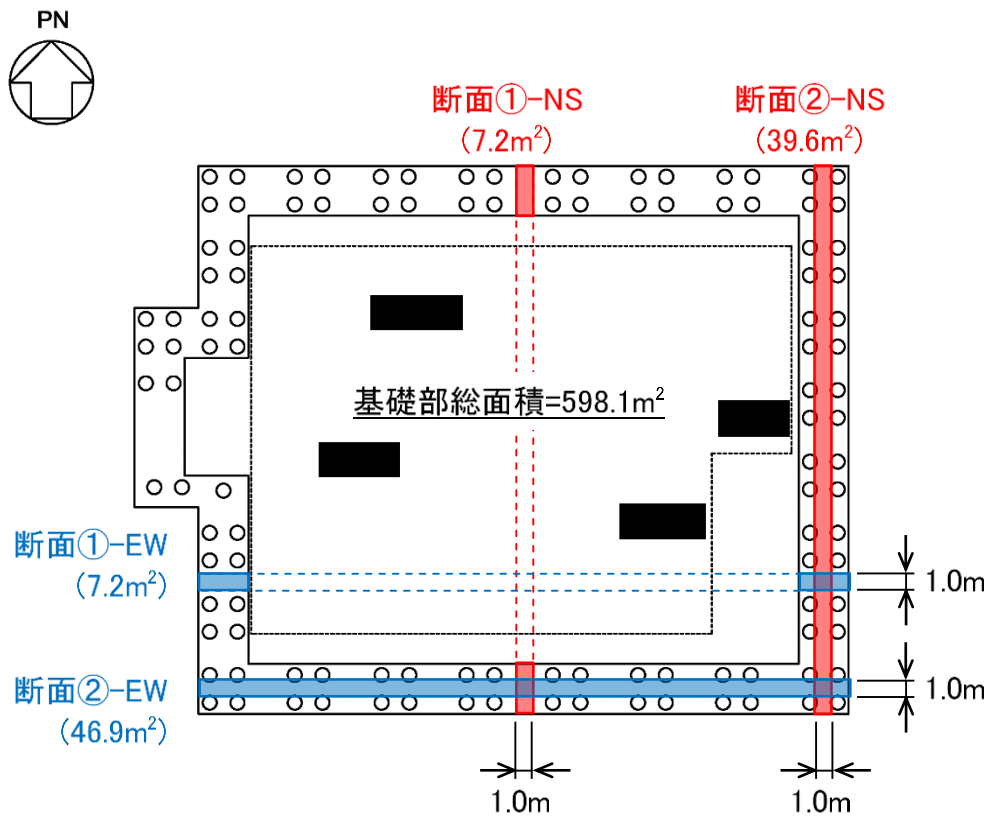 PN
断面①-NS
(7.2m²)
断面②-NS
(39.6m²)
基礎部総面積=598.1m²
断面①-EW
(7.2m²)
1.0m
断面②-EW
(46.9m²)
1.0m
1.0m
1.0m